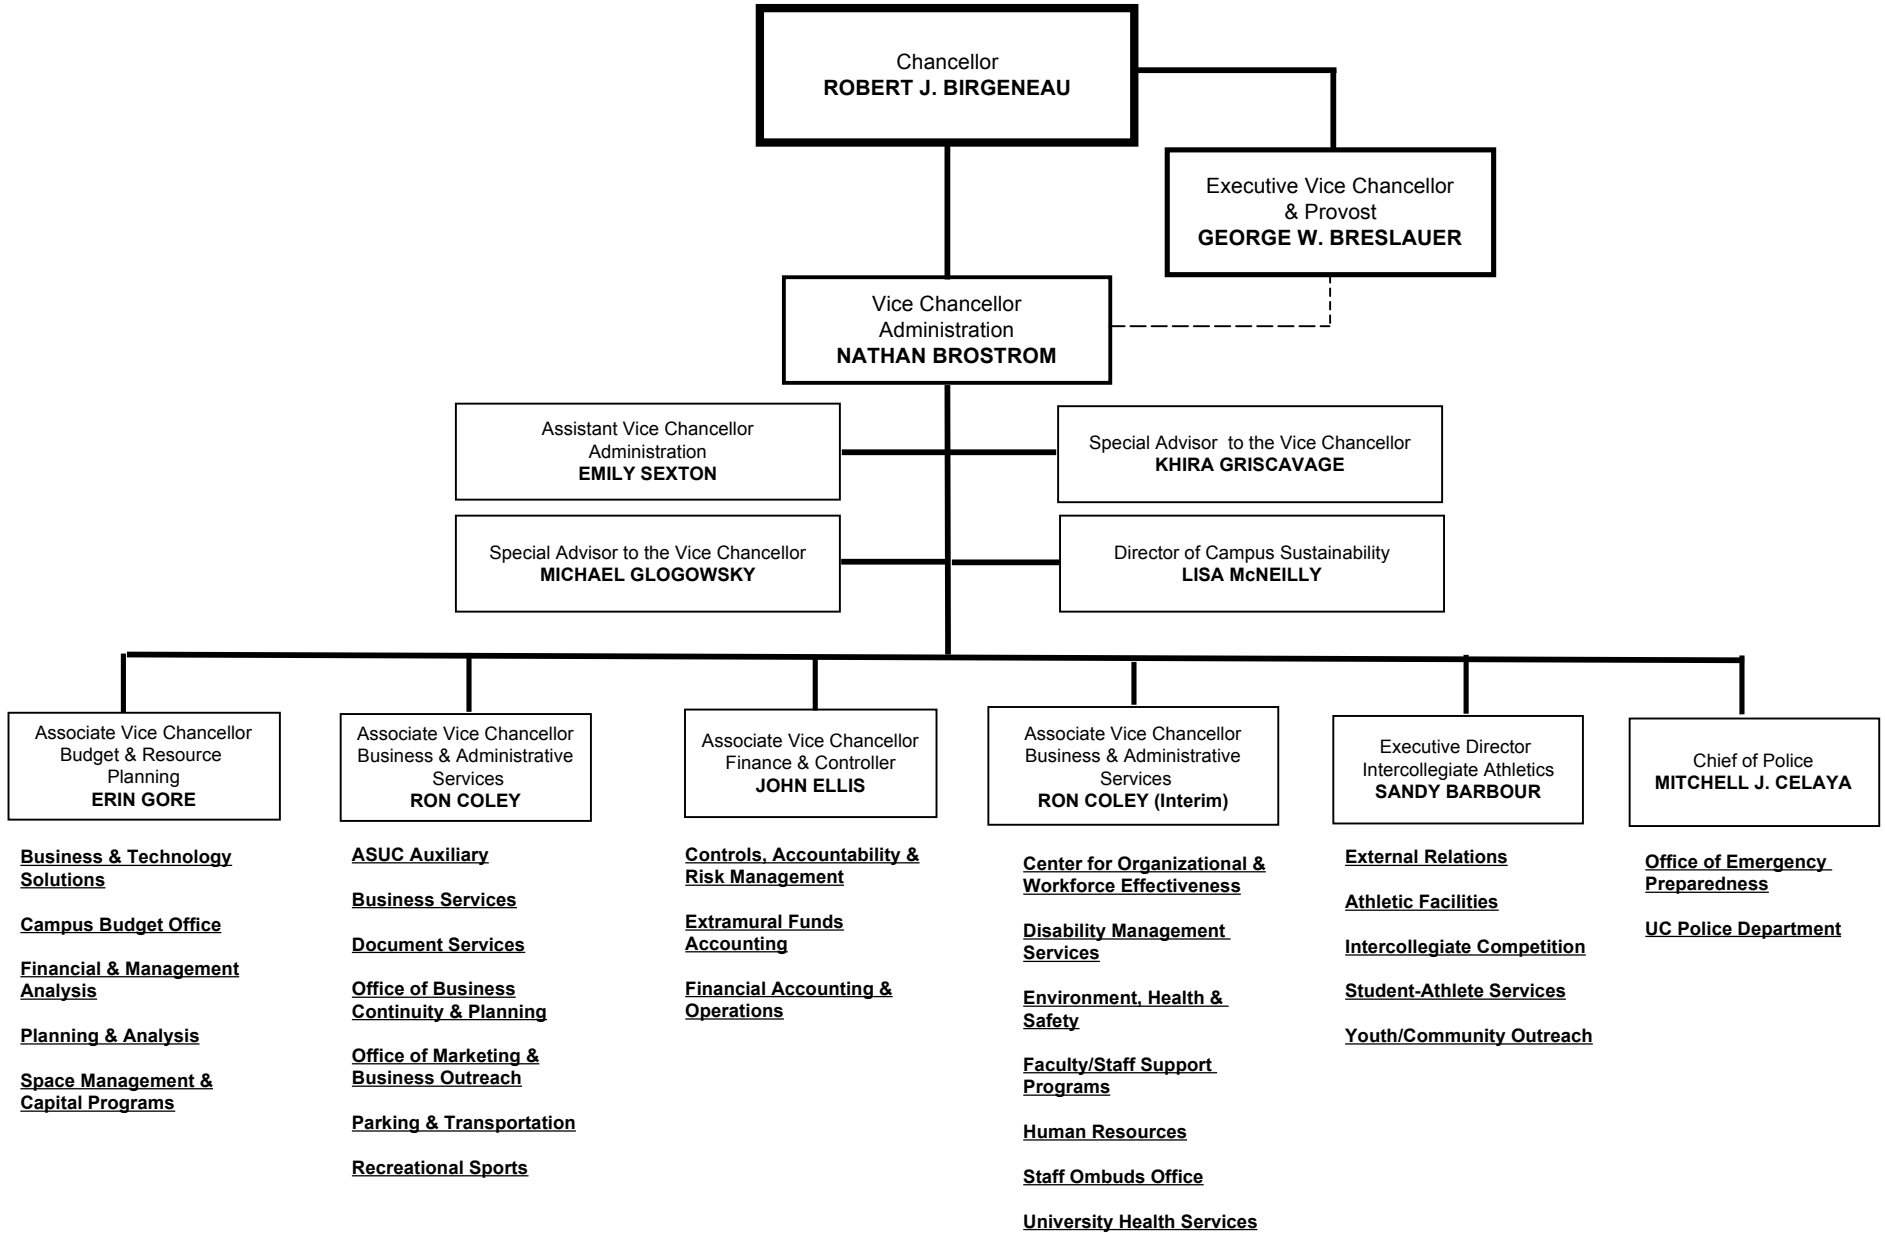 Chancellor
ROBERT J. BIRGENEAU
Executive Vice Chancellor
& Provost
GEORGE W. BRESLAUER
Vice Chancellor
Administration
NATHAN BROSTROM
Assistant Vice Chancellor
Administration
EMILY SEXTON
Special Advisor to the Vice Chancellor
KHIRA GRISCAVAGE
Special Advisor to the Vice Chancellor
MICHAEL GLOGOWSKY
Director of Campus Sustainability
LISA McNEILLY
Associate Vice Chancellor
Budget & Resource
Planning
ERIN GORE
Business & Technology
Solutions
Campus Budget Office
Financial & Management
Analysis
Planning & Analysis
Space Management &
Capital Programs
Associate Vice Chancellor
Business & Administrative
Services
RON COLEY
ASUC Auxiliary
Business Services
Document Services
Office of Business
Continuity & Planning
Office of Marketing &
Business Outreach
Parking & Transportation
Recreational Sports
Associate Vice Chancellor
Finance & Controller
JOHN ELLIS
Controls, Accountability &
Risk Management
Extramural Funds
Accounting
Financial Accounting &
Operations
Associate Vice Chancellor
Business & Administrative
Services
RON COLEY (Interim)
Center for Organizational &
Workforce Effectiveness
Disability Management
Services
Environment, Health &
Safety
Faculty/Staff Support
Programs
Human Resources
Staff Ombuds Office
University Health Services
Executive Director
Intercollegiate Athletics
SANDY BARBOUR
External Relations
Athletic Facilities
Intercollegiate Competition
Student-Athlete Services
Youth/Community Outreach
Chief of Police
MITCHELL J. CELAYA
Office of Emergency
Preparedness
UC Police Department